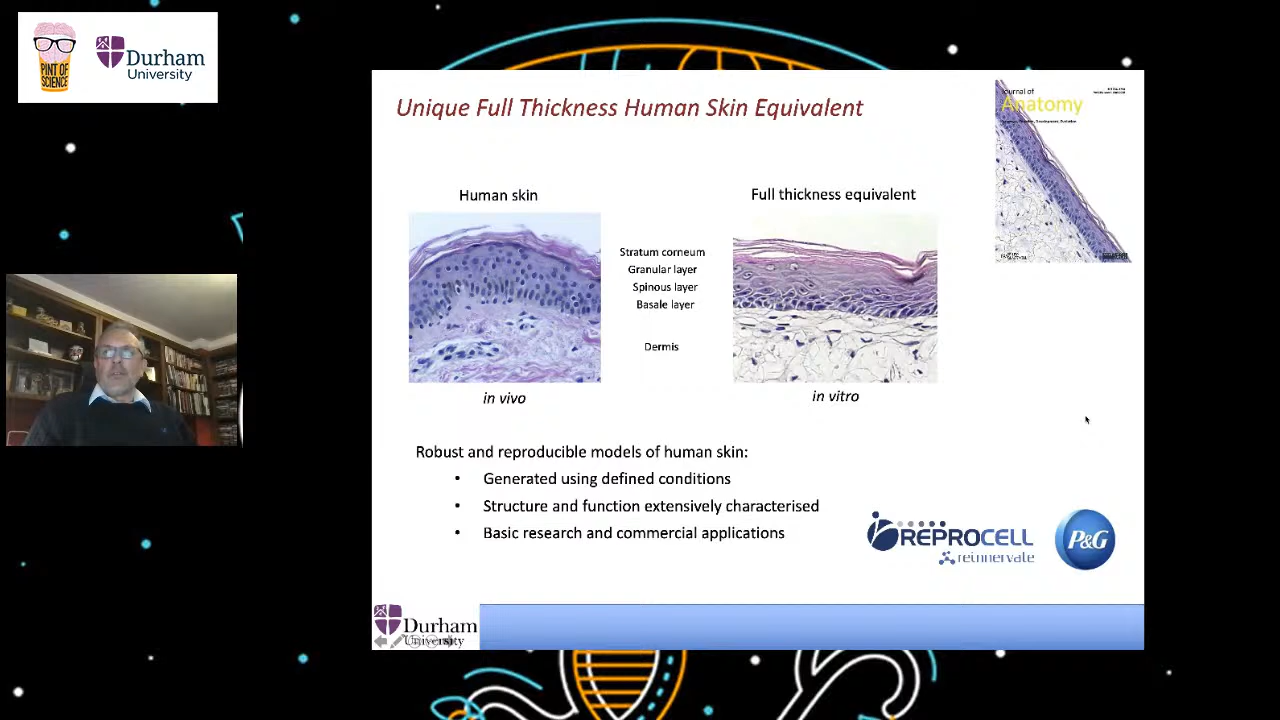 PINT OF
SCIENCE
Durham
University
Unique Full Thickness Human Skin Equivalent
Journal of
Anatomy
Human skin
Full thickness equivalent
Stratum corneum
Granular layer
Spinous layer
Basale layer
Dermis
in vivo
in vitro
Robust and reproducible models of human skin:
• Generated using defined conditions
• Structure and function extensively characterised
• Basic research and commercial applications
REPROCELL
reinnervate
P&G
Durham
University